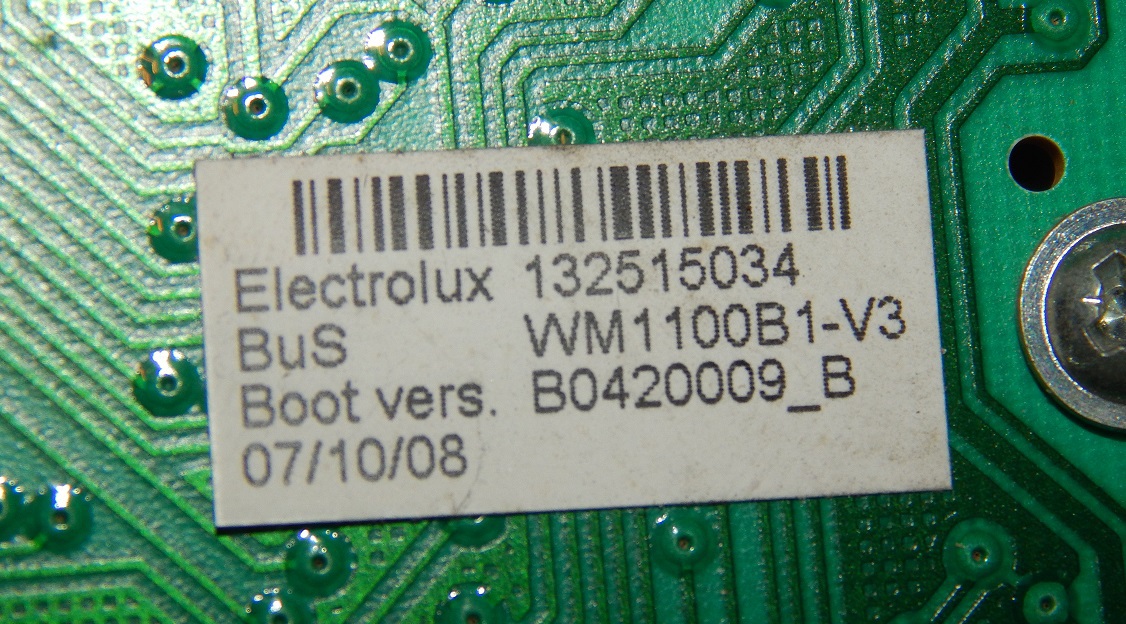 Electrolux 132515034
BuS WM1100B1-V3
Boot vers. B0420009_B
07/10/08